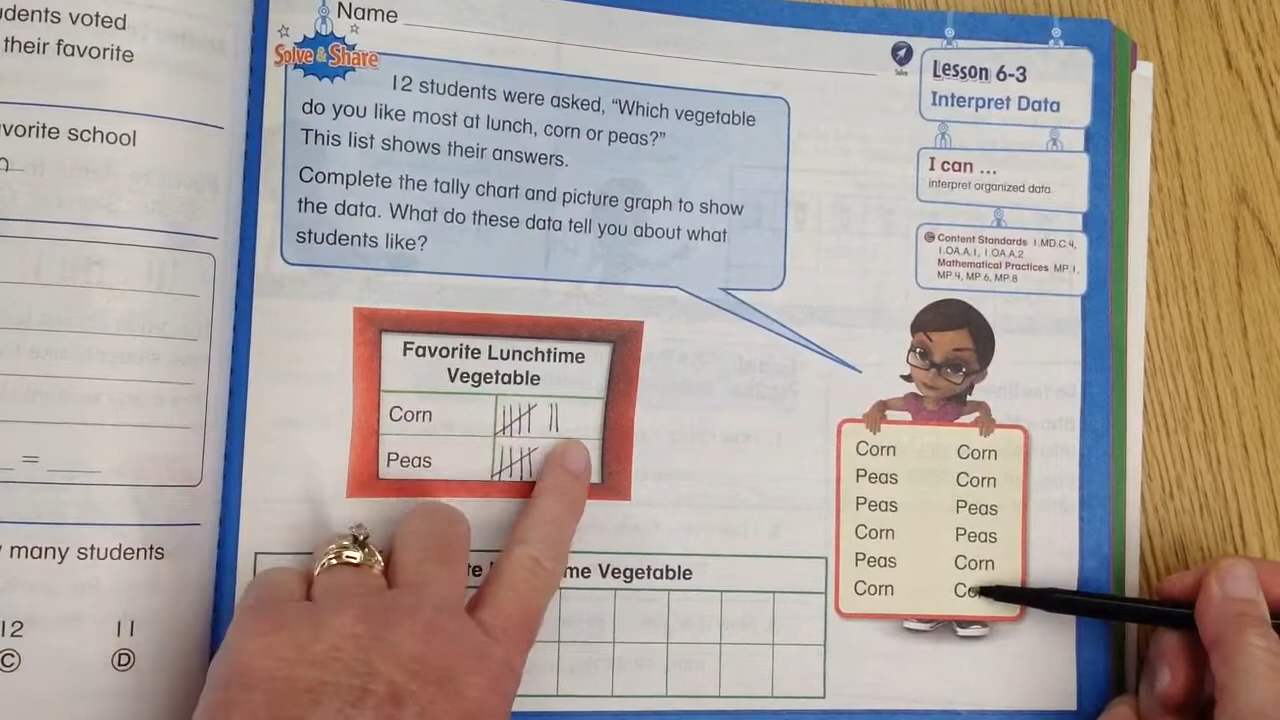 udents voted
their favorite
vorite school
=
many students
12
11
C
D
Name
Solve & Share
Solve
12 students were asked, “Which vegetable
do you like most at lunch, corn or peas?”
This list shows their answers.
Complete the tally chart and picture graph to show
the data. What do these data tell you about what
students like?
Lesson 6-3
Interpret Data
I can ...
interpret organized data.
Content Standards 1.MD.C.4,
1.OA.A.1, 1.OA.A.2
Mathematical Practices MP.1,
MP.4, MP.6, MP.8
Favorite Lunchtime
Vegetable
Corn
Peas
me Vegetable
Corn Corn
Peas Corn
Peas Peas
Corn Peas
Peas Corn
Corn